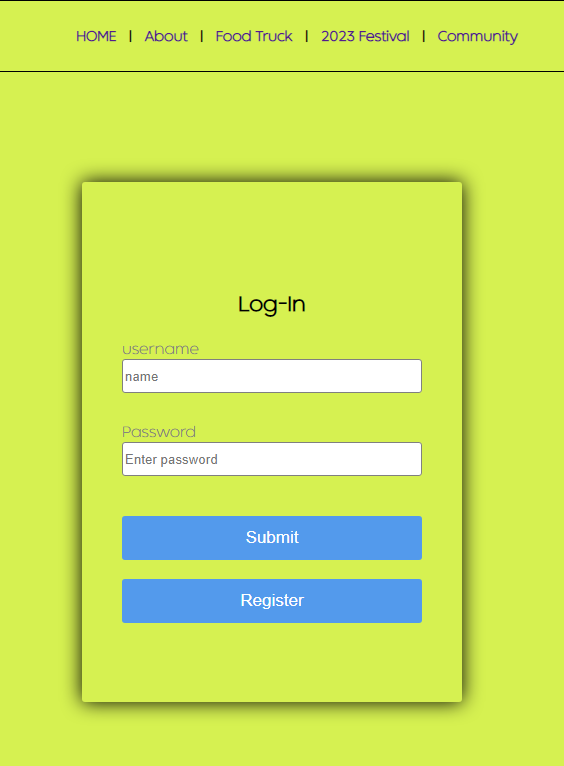 HOME | About | Food Truck | 2023 Festival | Community
Log-In
username
name
Password
Enter password
Submit
Register